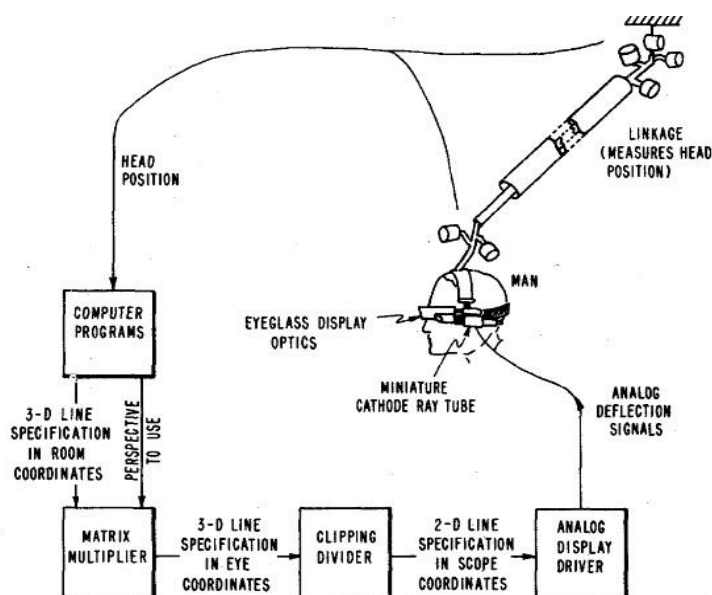 LINKAGE
(MEASURES HEAD
POSITION)
HEAD
POSITION
MAN
COMPUTER
PROGRAMS
EYEGLASS DISPLAY
OPTICS
MINIATURE
CATHODE RAY TUBE
ANALOG
DEFLECTION
SIGNALS
3-D LINE
SPECIFICATION
IN ROOM
COORDINATES
PERSPECTIVE
TO USE
MATRIX
MULTIPLIER
3-D LINE
SPECIFICATION
IN EYE
COORDINATES
CLIPPING
DIVIDER
2-D LINE
SPECIFICATION
IN SCOPE
COORDINATES
ANALOG
DISPLAY
DRIVER